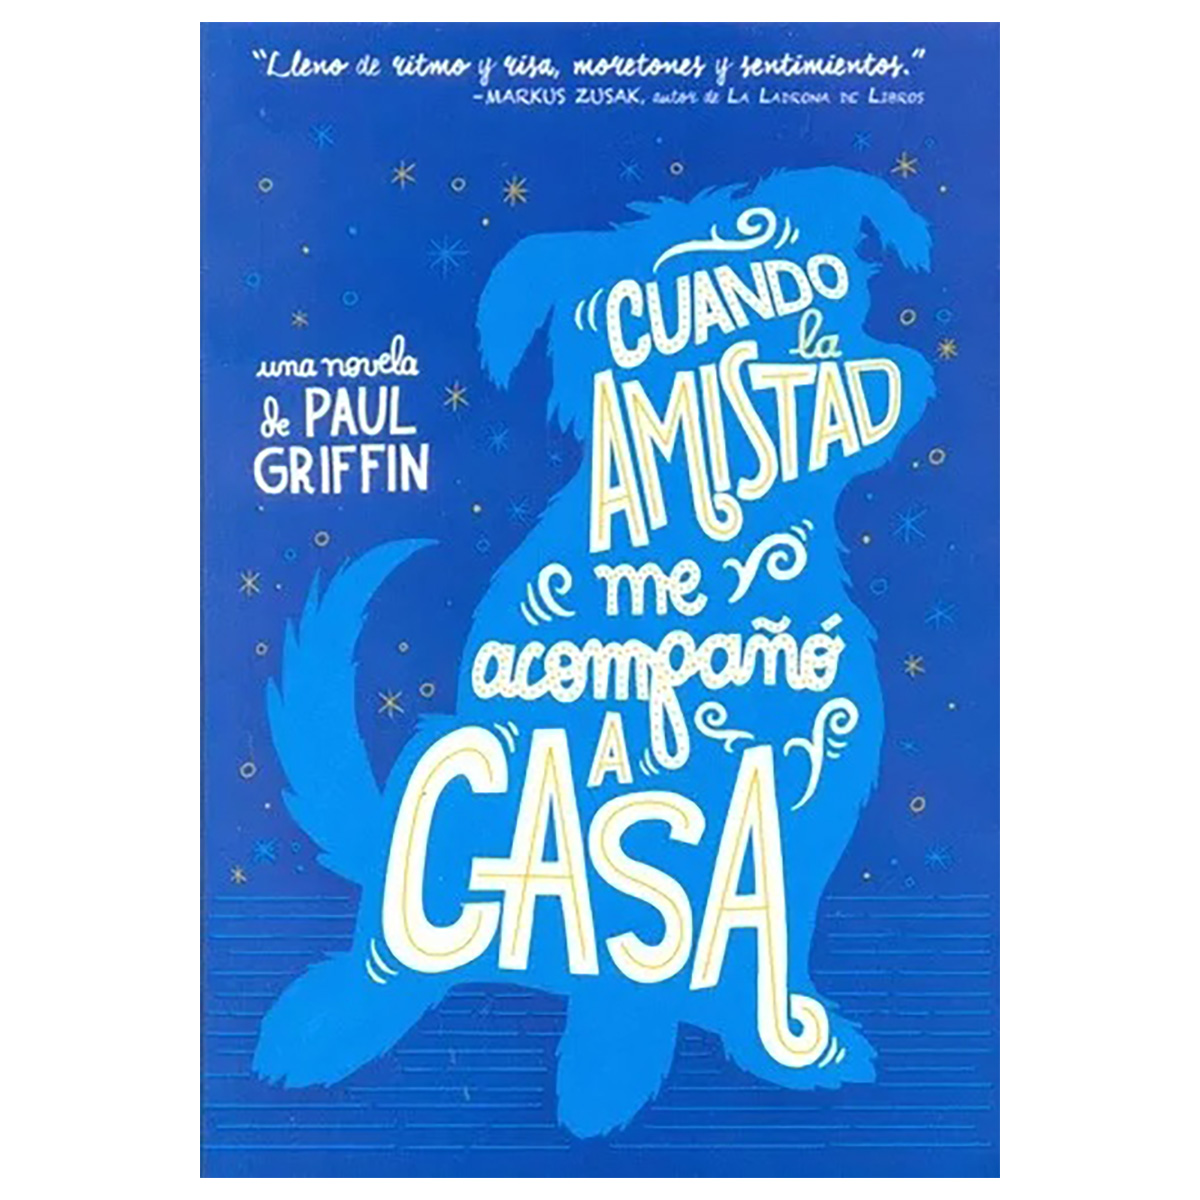 “Lleno de ritmo y risa, moretones y sentimientos.”
–MARKUS ZUSAK, autor de LA LADRONA DE LIBROS
CUANDO
la
AMISTAD
me
acompañó
A
CASA
una novela
de PAUL
GRIFFIN